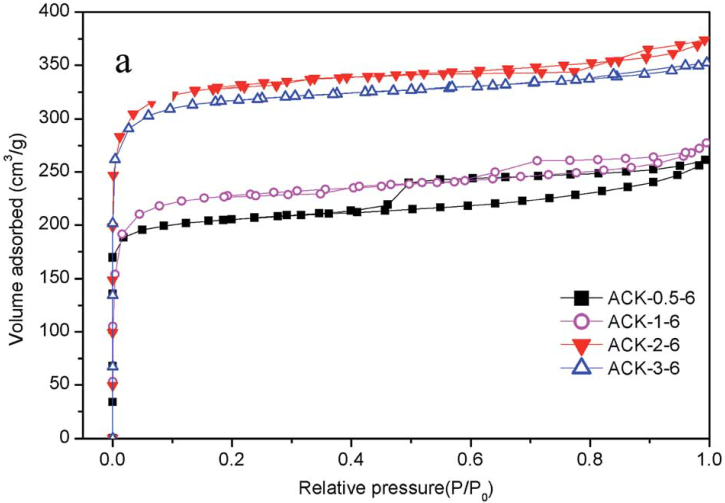 a
Volume adsorbed (cm³/g)
400
350
300
250
200
150
100
50
0
ACK-0.5-6
ACK-1-6
ACK-2-6
ACK-3-6
0.0 0.2 0.4 0.6 0.8 1.0
Relative pressure(P/P₀)